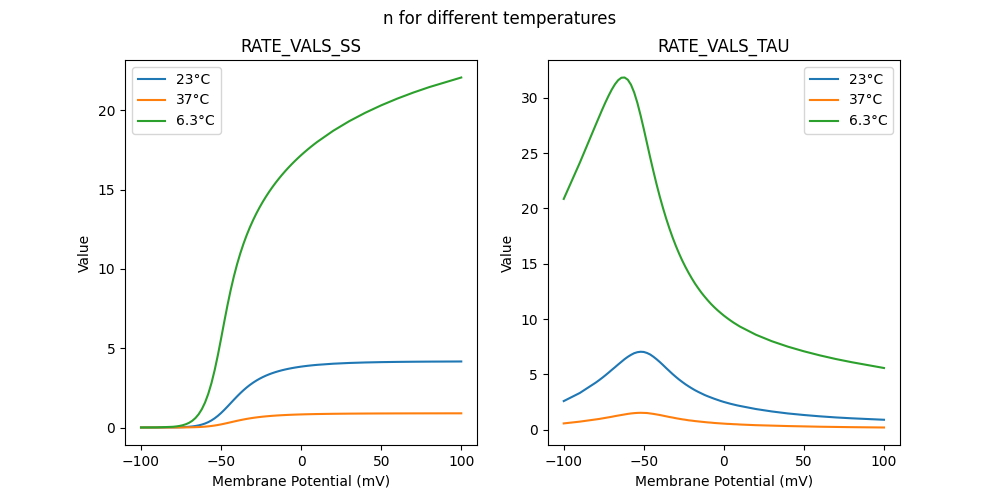 n for different temperatures
RATE_VALS_SS
23°C
37°C
6.3°C
20
15
10
5
0
Value
−100
−50
0
50
100
Membrane Potential (mV)
RATE_VALS_TAU
23°C
37°C
6.3°C
30
25
20
15
10
5
0
Value
−100
−50
0
50
100
Membrane Potential (mV)